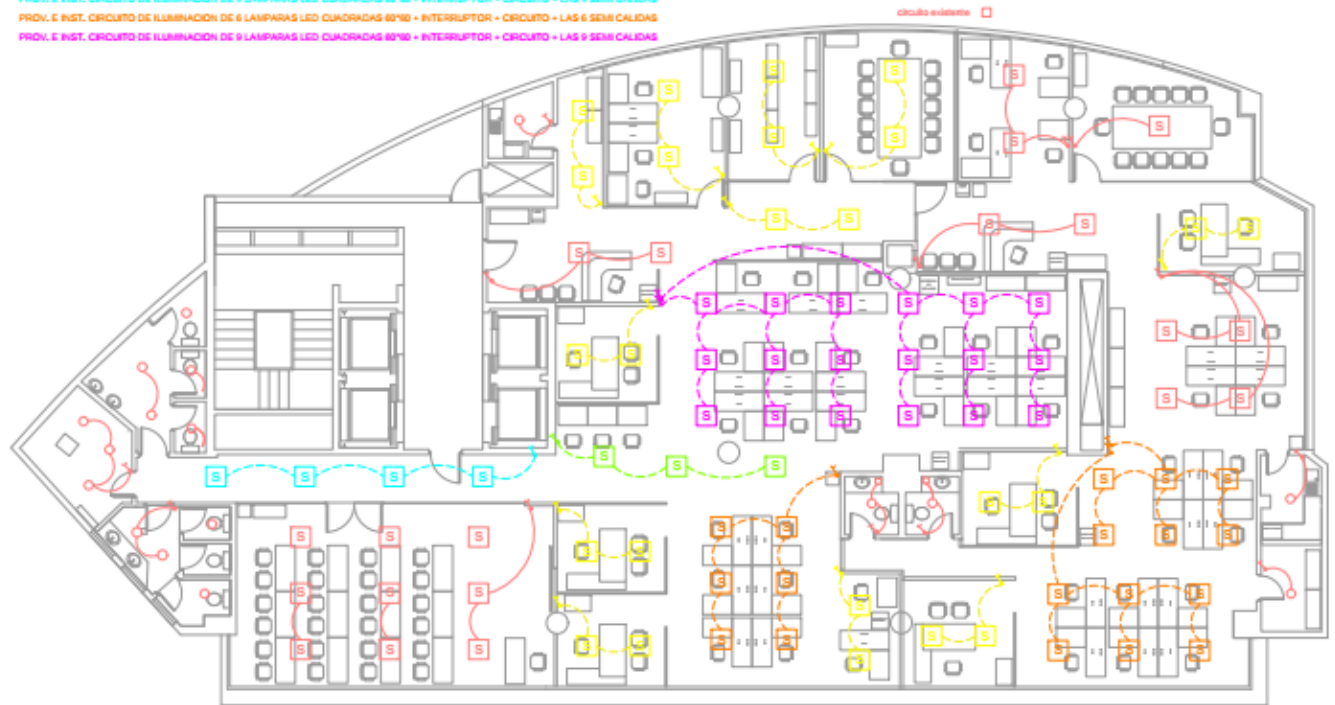 PROV. E INST. CIRCUITO DE ILUMINACION DE 6 LAMPARAS LED CUADRADAS 60*60 + INTERRUPTOR + CIRCUITO + LAS 6 SEMI CALIDAS
PROV. E INST. CIRCUITO DE ILUMINACION DE 9 LAMPARAS LED CUADRADAS 60*60 + INTERRUPTOR + CIRCUITO + LAS 9 SEMI CALIDAS
circuito existente
S S S
S
S
S
S S S
S
S
S S S S S S
S S
S S S S S S
S S
S S S S S S S S
S S
S S S S S S
S S S
S S S S S S S
S S
S S S S S S S S
S S
S S S S S S S S
S
S S S S S S
S S S S S S
S